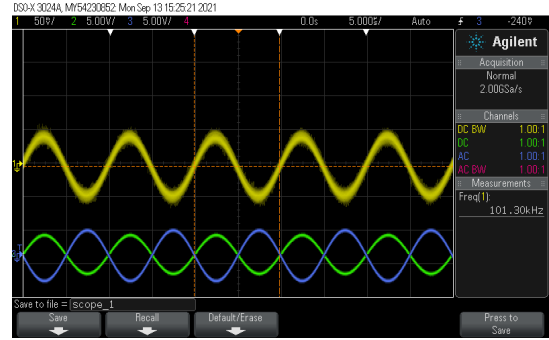 DSO-X 3024A, MY54230852: Mon Sep 13 15:25:21 2021
1 50▽/ 2 5.00V/ 3 5.00V/ 4 0.0s 5.000▽/ Auto 3 -240▽
Agilent
Acquisition
Normal
2.00GSa/s
Channels
DC BW 1.00:1
DC 1.00:1
AC 1.00:1
AC BW 1.00:1
Measurements
Freq(1):
101.30kHz
Save to file = scope_1
Save
Recall
Default/Erase
Press to
Save